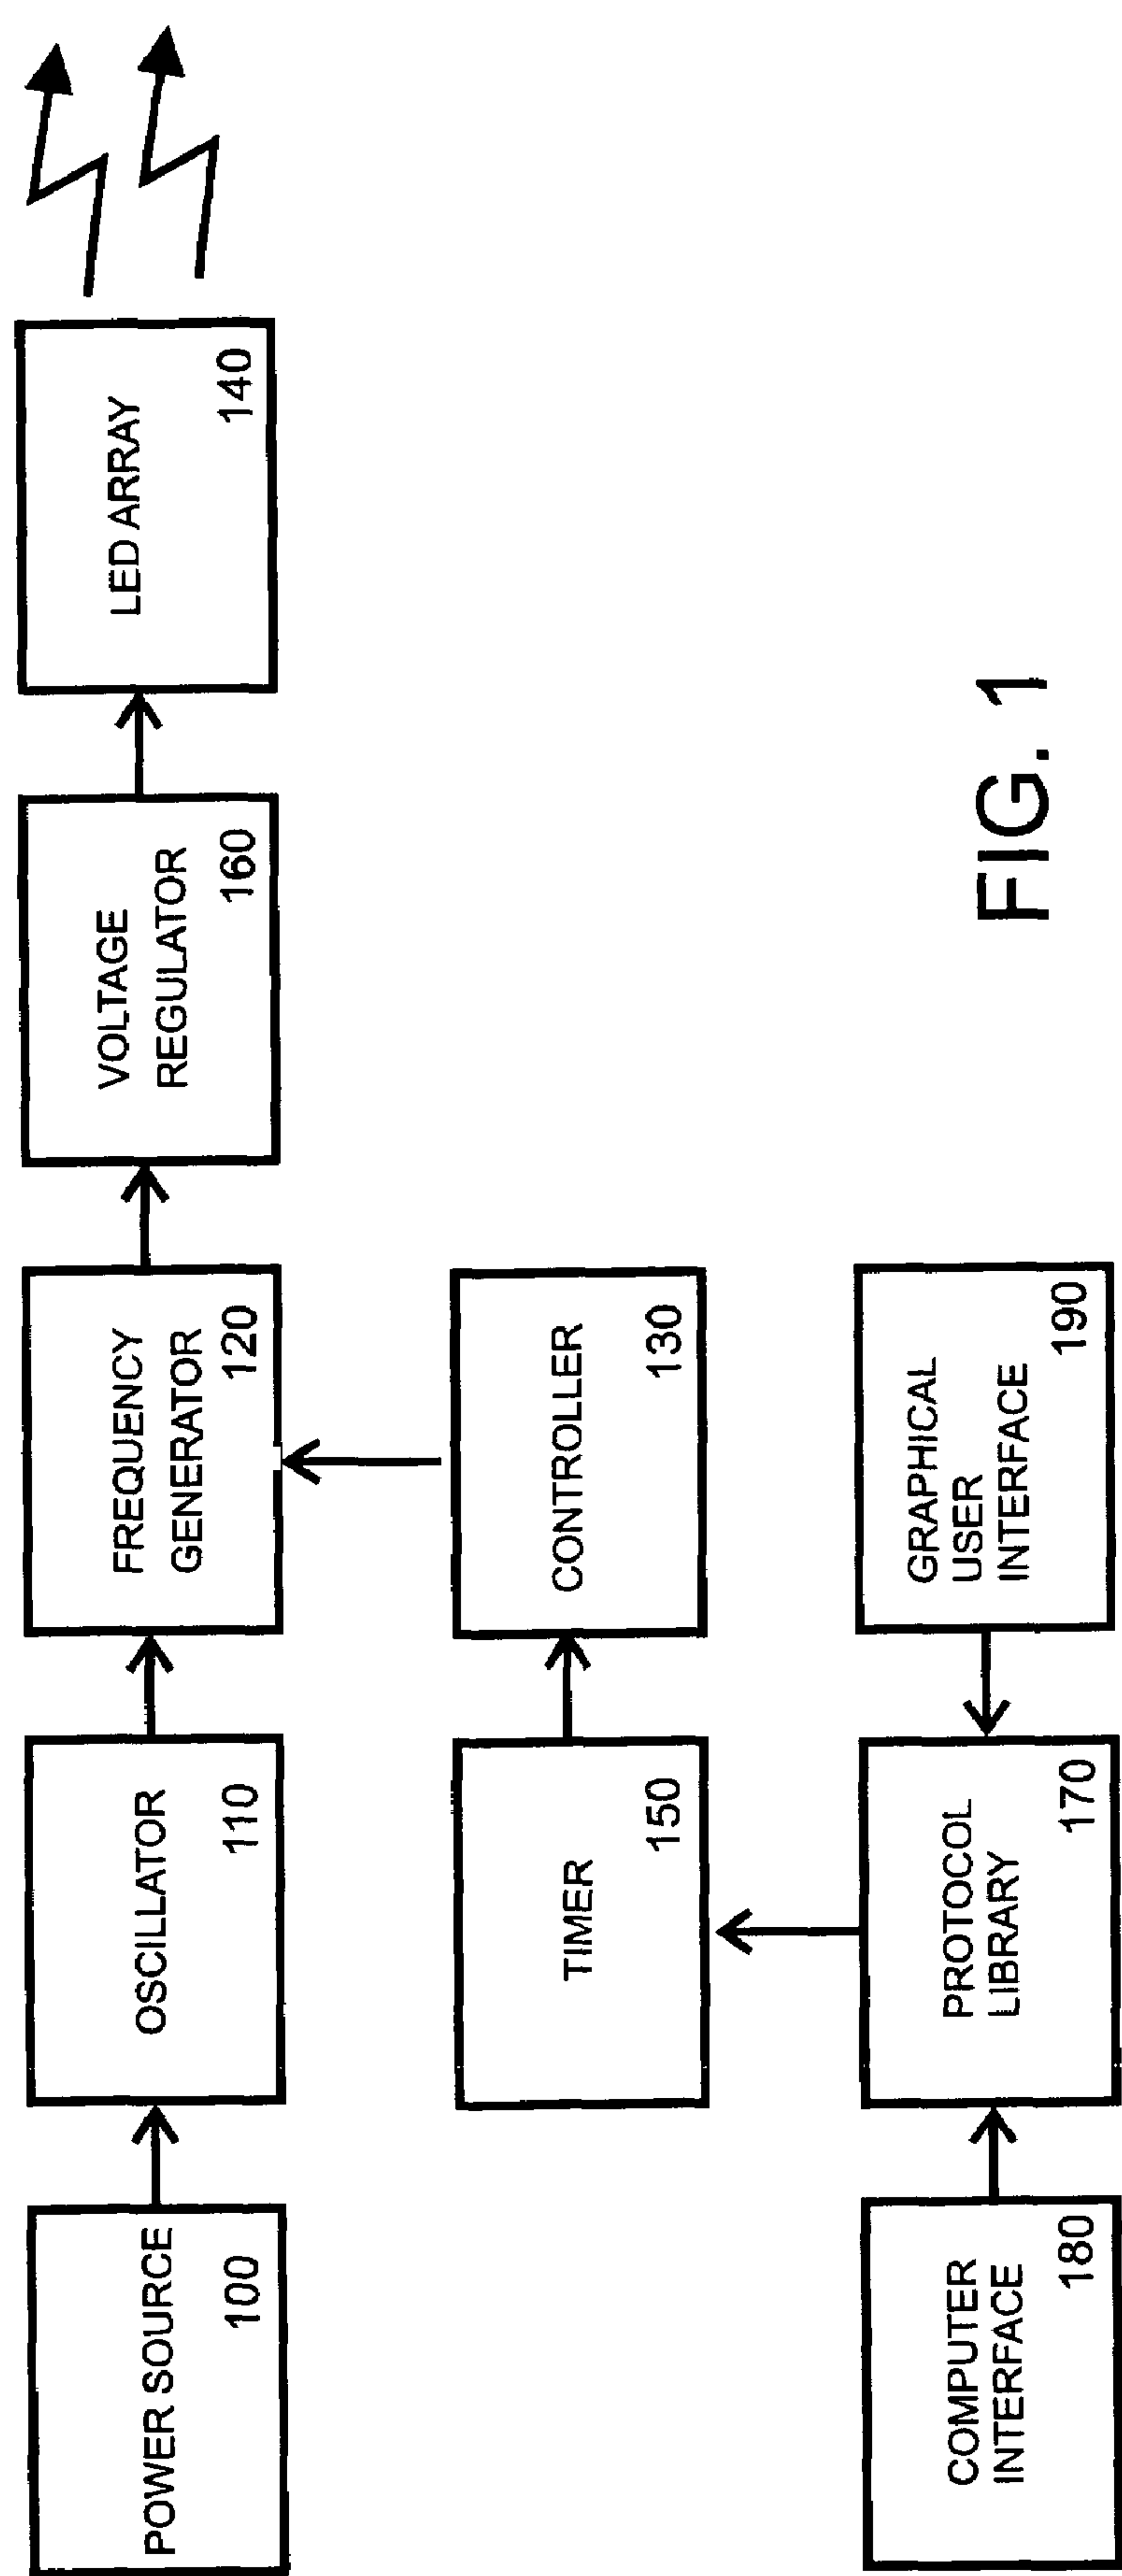 POWER SOURCE
100
OSCILLATOR
110
FREQUENCY
GENERATOR
120
VOLTAGE
REGULATOR
160
LED ARRAY
140
TIMER
150
CONTROLLER
130
COMPUTER
INTERFACE
180
PROTOCOL
LIBRARY
170
GRAPHICAL
USER
INTERFACE
190
FIG. 1